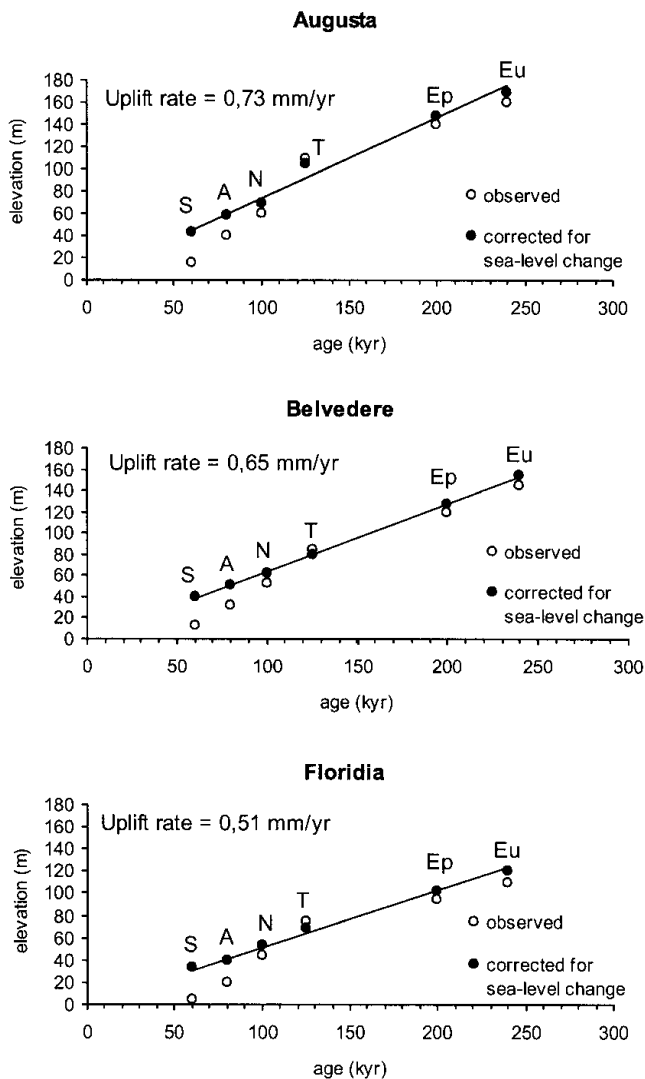 Augusta
180
160
140
120
100
80
60
40
20
0
elevation (m)
Uplift rate = 0,73 mm/yr
S
A
N
T
Ep
Eu
observed
corrected for
sea-level change
0 50 100 150 200 250 300
age (kyr)
Belvedere
180
160
140
120
100
80
60
40
20
0
elevation (m)
Uplift rate = 0,65 mm/yr
S
A
N
T
Ep
Eu
observed
corrected for
sea-level change
0 50 100 150 200 250 300
age (kyr)
Floridia
180
160
140
120
100
80
60
40
20
0
elevation (m)
Uplift rate = 0,51 mm/yr
S
A
N
T
Ep
Eu
observed
corrected for
sea-level change
0 50 100 150 200 250 300
age (kyr)